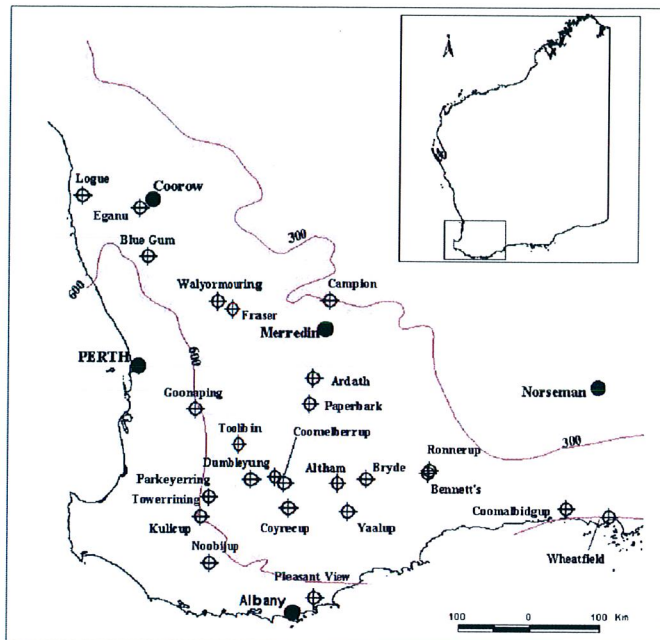 Logue
Coorow
Eganu
Blue Gum
300
600
Walyormouring
Campion
Fraser
Merredin
600
PERTH
Ardath
Norseman
Goonaping
Paperbark
Toolibin
Coomelberrup
300
Ronnerup
Dumbleyung
Altham
Bryde
Parkeyerring
Bennett's
Towerrining
Coomalbidgup
Kulicup
Coyrecup
Yaalup
Noobijup
Wheatfield
Pleasant View
Albany
100 0 100 Km